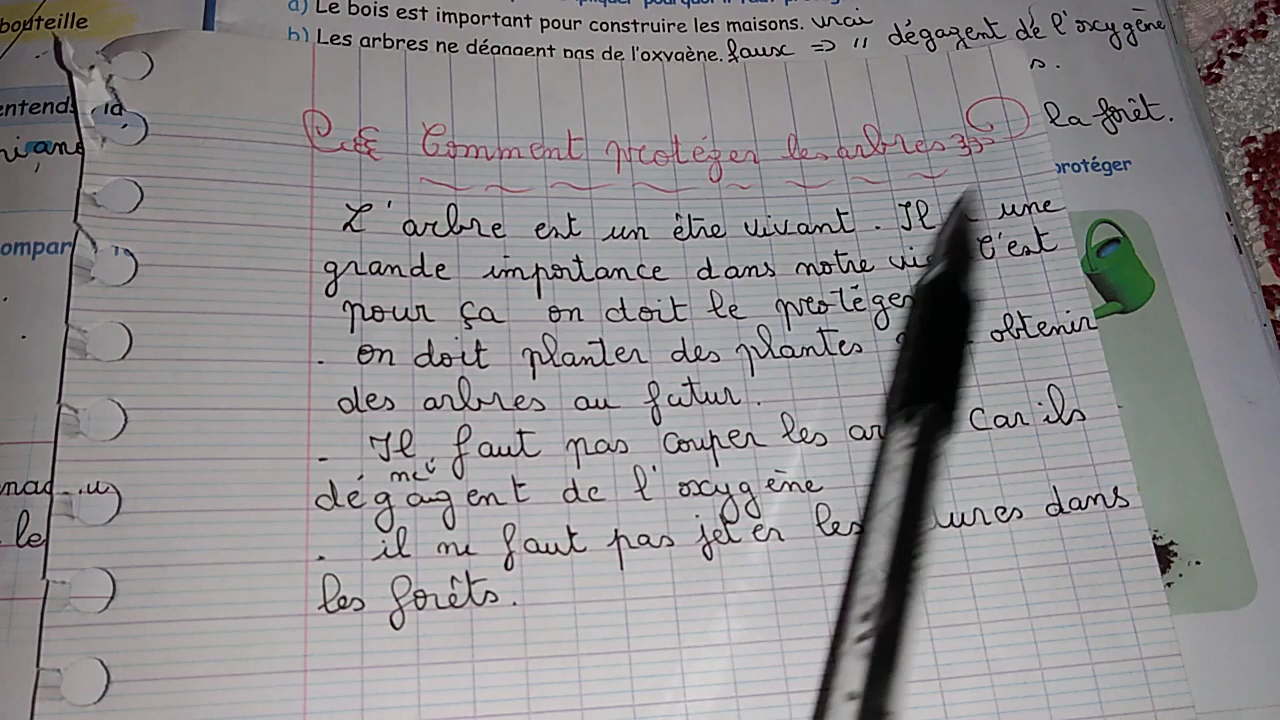 bouteille
a) Le bois est important pour construire les maisons. vrai
b) Les arbres ne dégagent pas de l'oxygène. faux => " dégagent de l'oxygène
entends
la forêt.
Comment protéger les arbres
protéger
L'arbre est un être vivant. Il une
grande importance dans notre C'est
pour ça on doit le protéger
. on doit planter des plantes obtenir
des arbres au futur.
- Il ne faut pas couper les car ils
dégagent de l'oxygène
. il ne faut pas jeter les dans
les forêts.
le